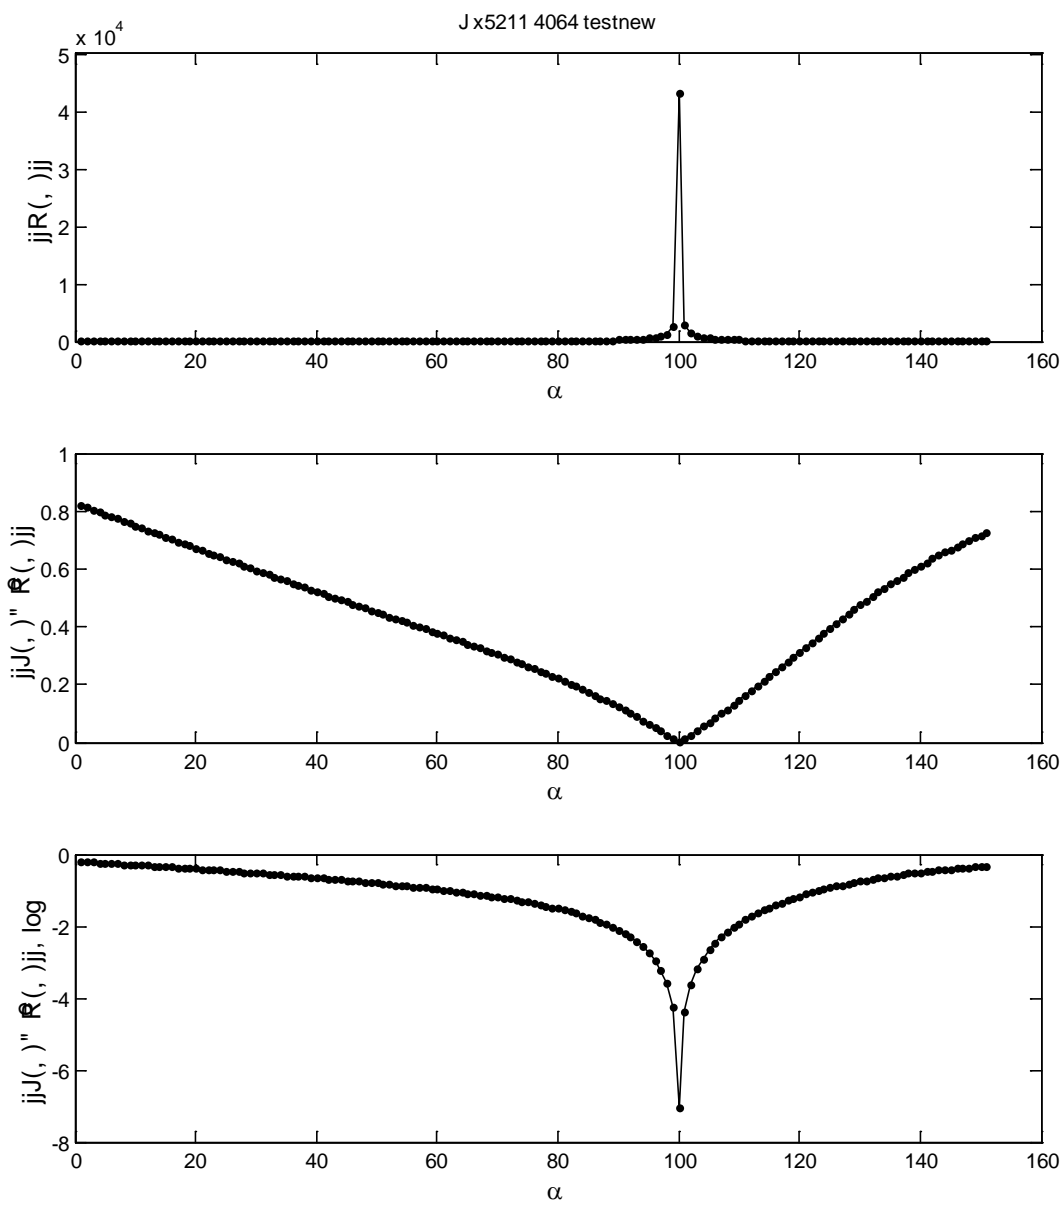 J x5211 4064 testnew
x 10^4
jjR(, )jj
5
4
3
2
1
0
0 20 40 60 80 100 120 140 160
α
jjJ(, )"
R(, )jj
1
0.8
0.6
0.4
0.2
0
0 20 40 60 80 100 120 140 160
α
jjJ(, )"
R(, )jj, log
0
-2
-4
-6
-8
0 20 40 60 80 100 120 140 160
α